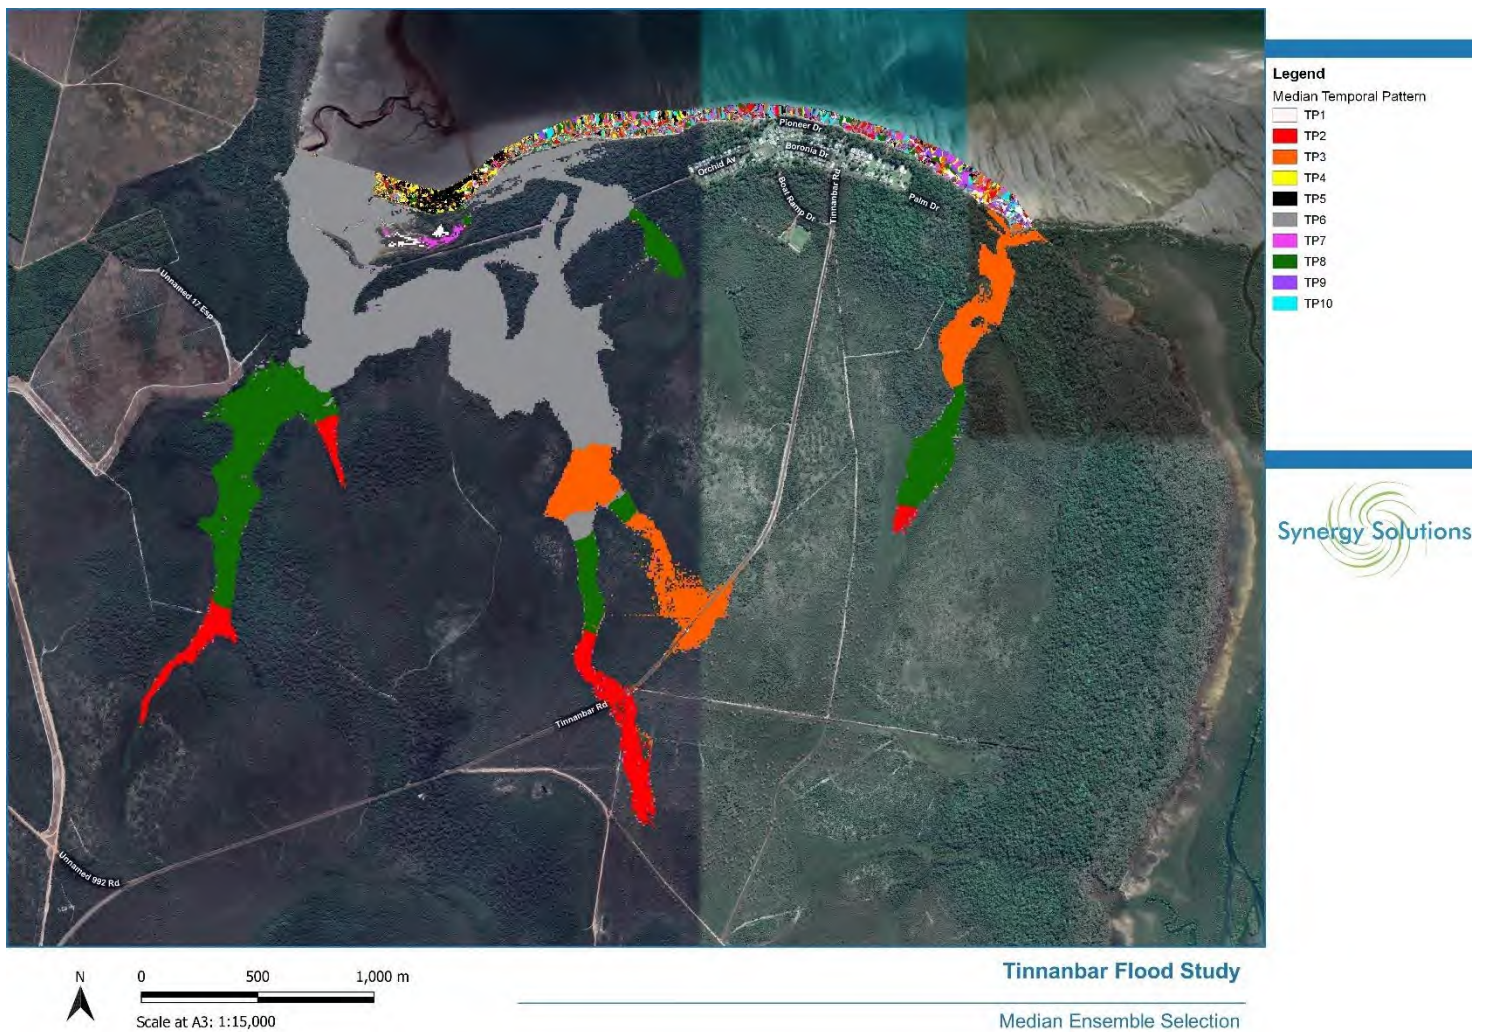 Legend
Median Temporal Pattern
TP1
TP2
TP3
TP4
TP5
TP6
TP7
TP8
TP9
TP10
Synergy Solutions
Pioneer Dr
Boronia Dr
Orchid Av
Tinnanbar Rd
Boat Ramp Dr
Palm Dr
Unnamed 17 Esp
Tinnanbar Rd
Unnamed 992 Rd
N
0 500 1,000 m
Scale at A3: 1:15,000
Tinnanbar Flood Study
Median Ensemble Selection